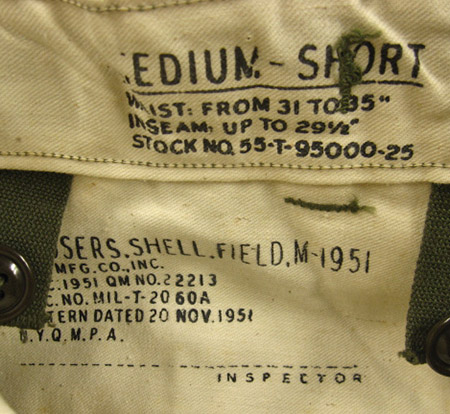 EDIUM - SHORT
WAIST: FROM 31 TO 35"
INSEAM: UP TO 29½"
STOCK NO. 55-T-95000-25
USERS, SHELL, FIELD, M-1951
MFG. CO., INC.
1951 QM NO. 22213
C. NO. MIL-T-2060A
TERN DATED 20 NOV. 1951
Y. Q. M. P. A.
INSPECTOR